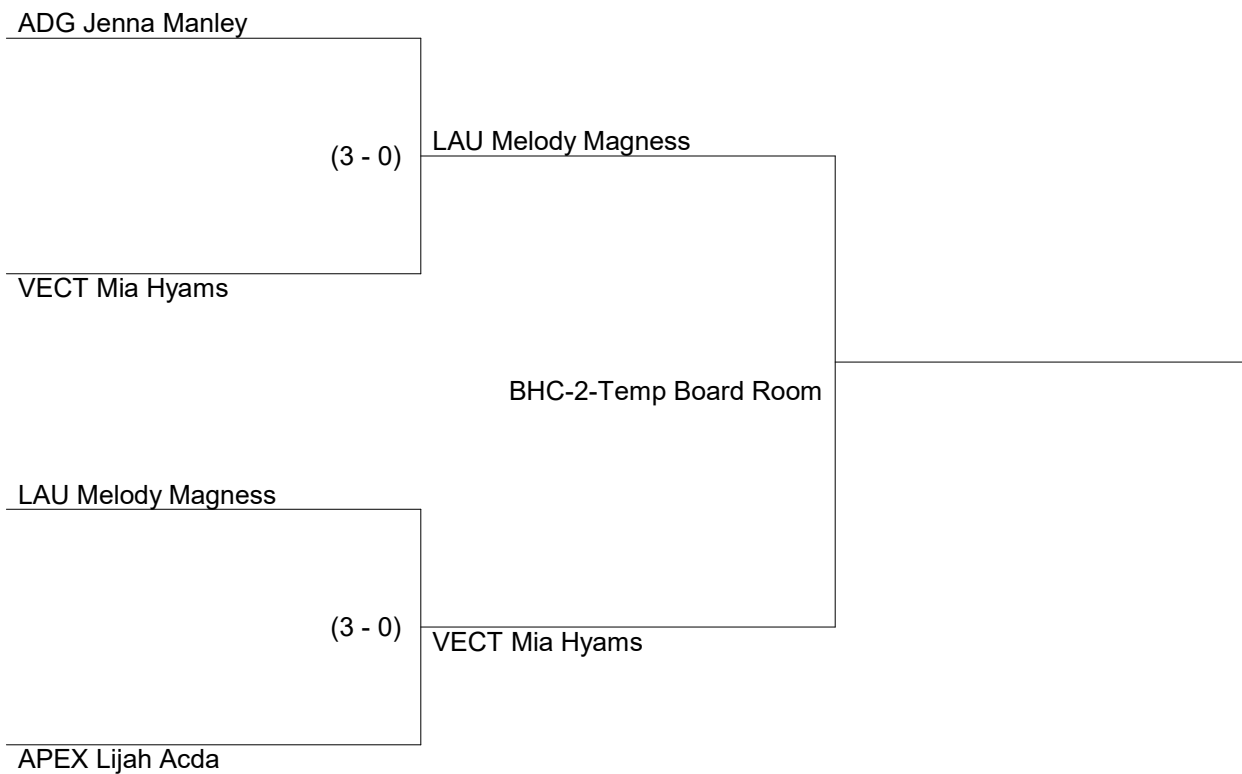 ADG Jenna Manley
(3 - 0)
LAU Melody Magness
VECT Mia Hyams
BHC-2-Temp Board Room
LAU Melody Magness
(3 - 0)
VECT Mia Hyams
APEX Lijah Acda